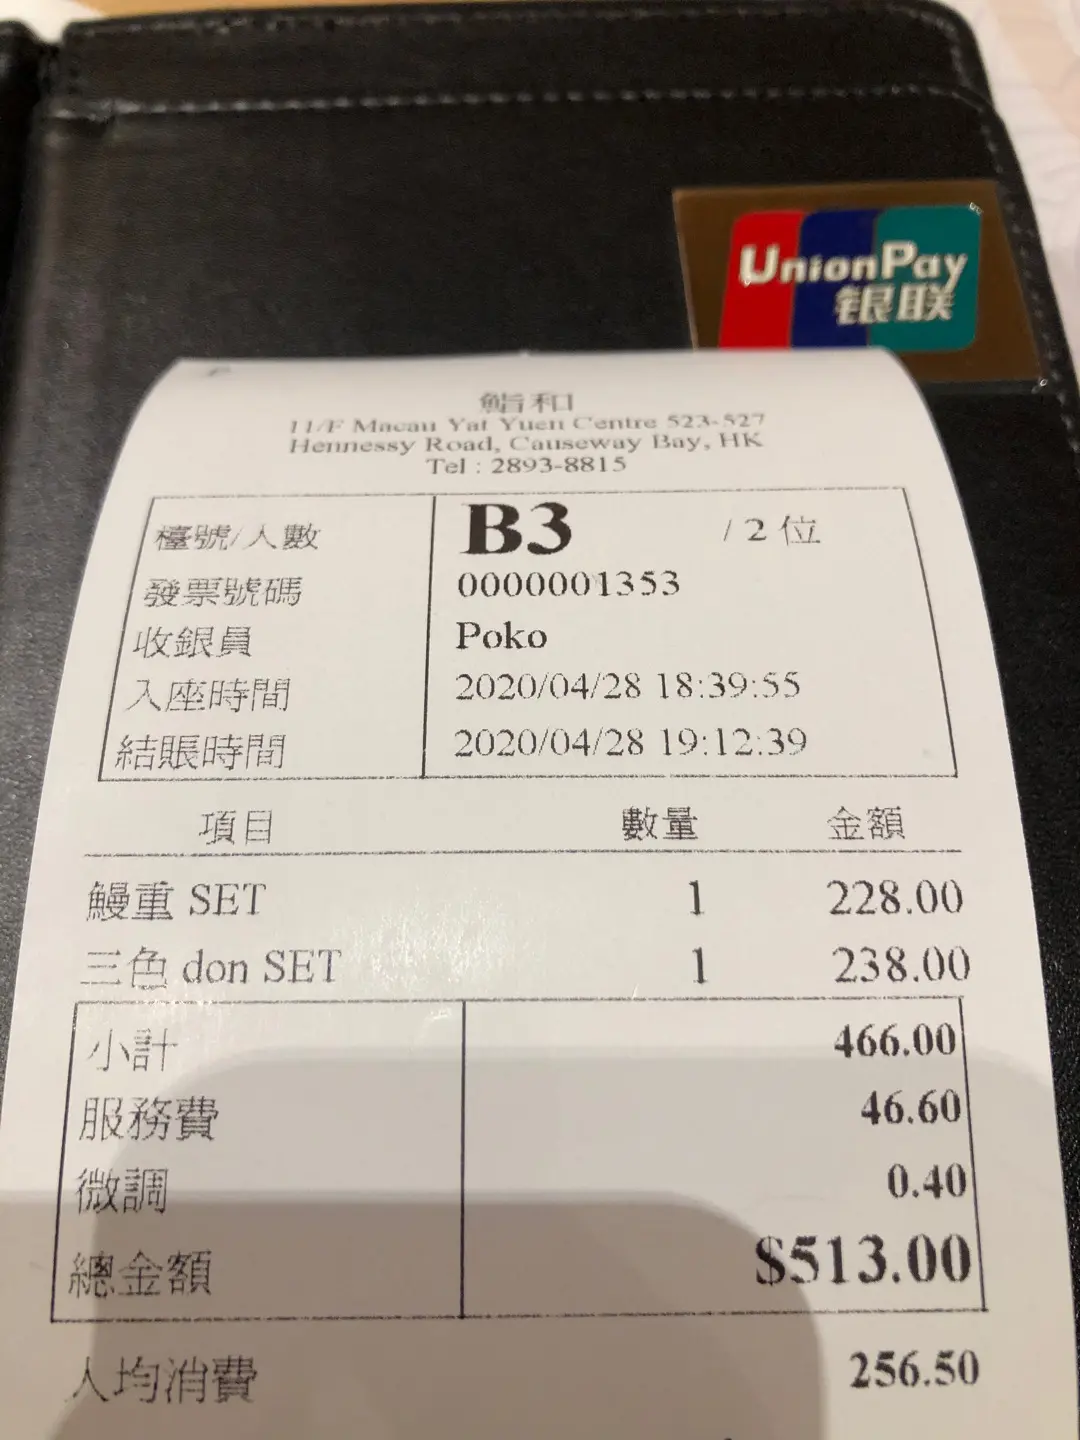 UnionPay
银联
鮨和
11/F Macau Yat Yuen Centre 523-527
Hennessy Road, Causeway Bay, HK
Tel : 2893-8815
檯號/人數 B3 / 2 位
發票號碼 0000001353
收銀員 Poko
入座時間 2020/04/28 18:39:55
結賬時間 2020/04/28 19:12:39
項目 數量 金額
鰻重 SET 1 228.00
三色 don SET 1 238.00
小計 466.00
服務費 46.60
微調 0.40
總金額 $513.00
人均消費 256.50